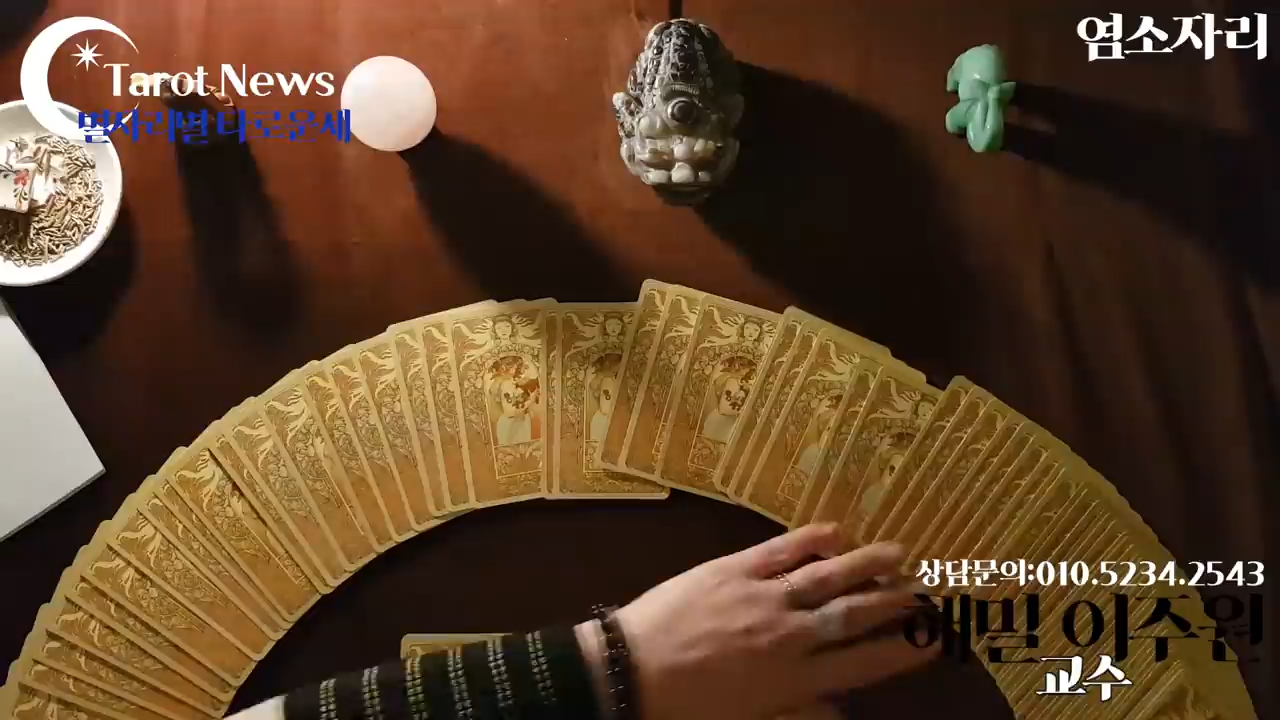 염소자리
Tarot News
별자리별 타로운세
상담문의:010.5234.2543
해밀 이주원
교수